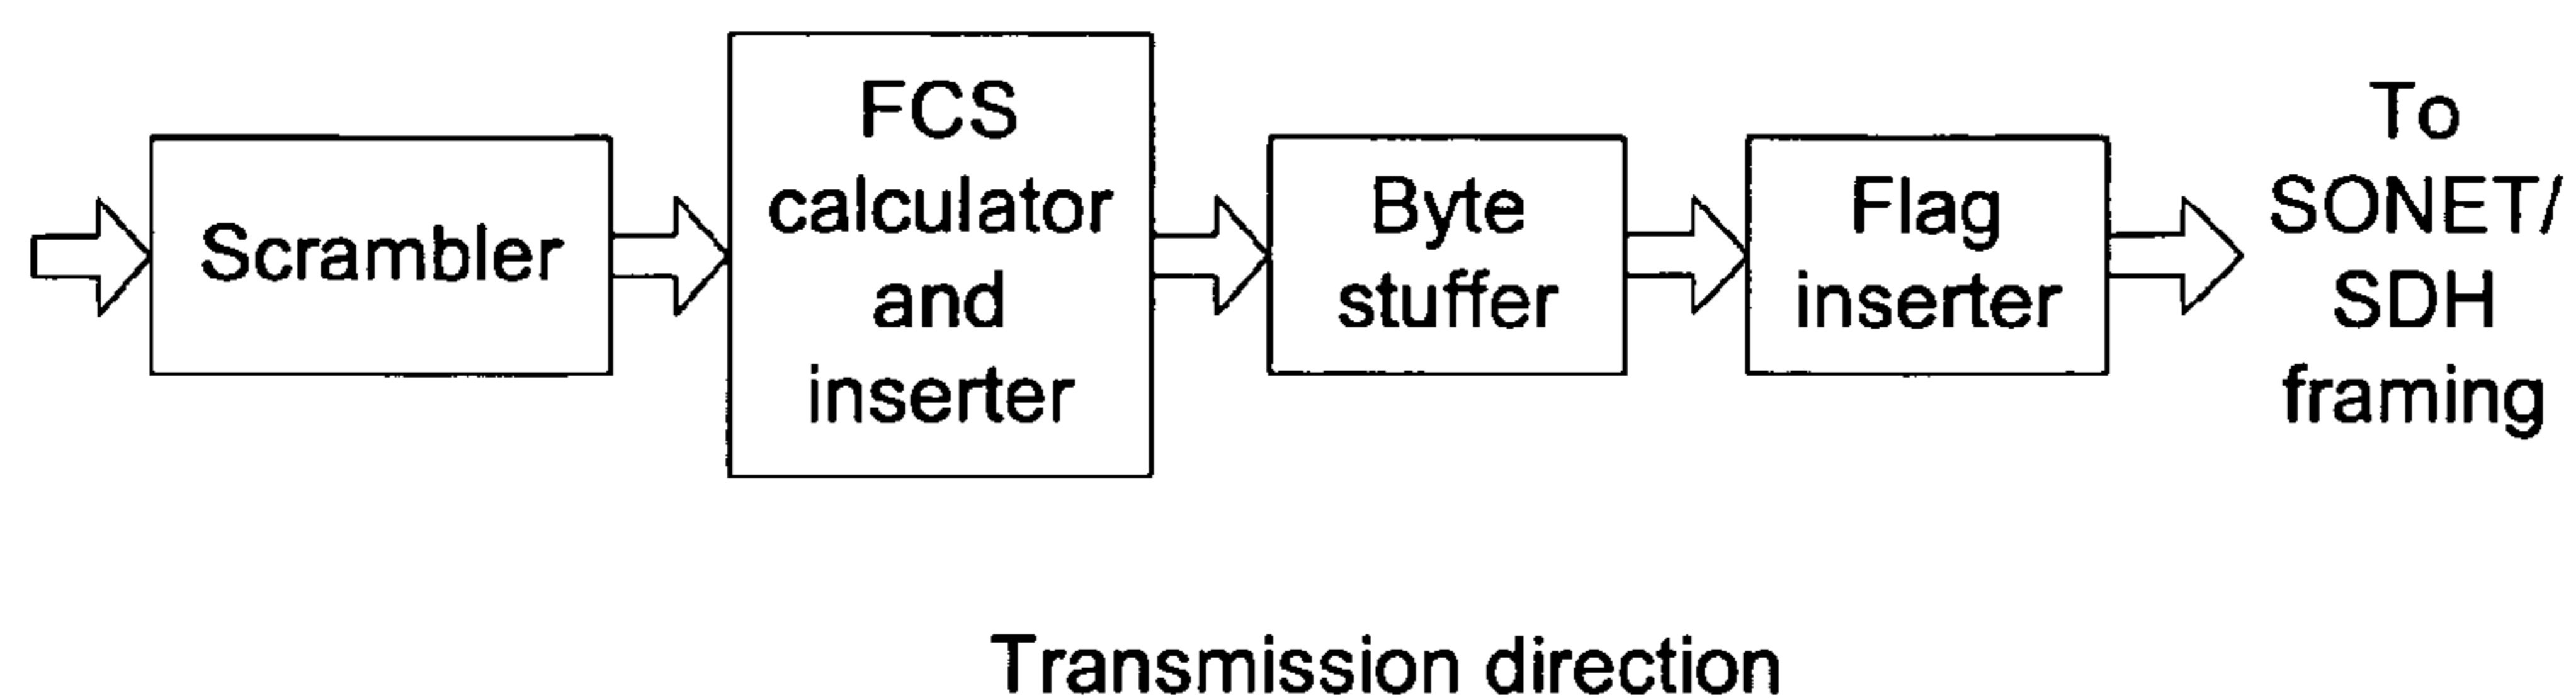 Scrambler
FCS
calculator
and
inserter
Byte
stuffer
Flag
inserter
To
SONET/
SDH
framing
Transmission direction